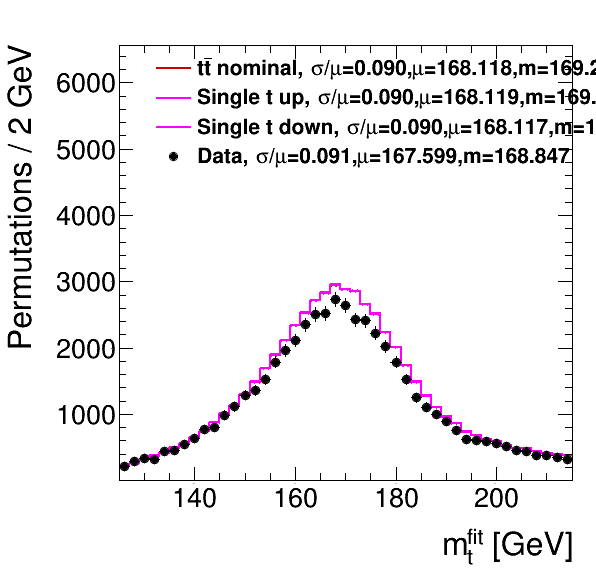 tt̄ nominal, σ/μ=0.090,μ=168.118,m=169.2
Single t up, σ/μ=0.090,μ=168.119,m=169.
Single t down, σ/μ=0.090,μ=168.117,m=1
Data, σ/μ=0.091,μ=167.599,m=168.847
Permutations / 2 GeV
6000
5000
4000
3000
2000
1000
140 160 180 200
m_t^fit [GeV]